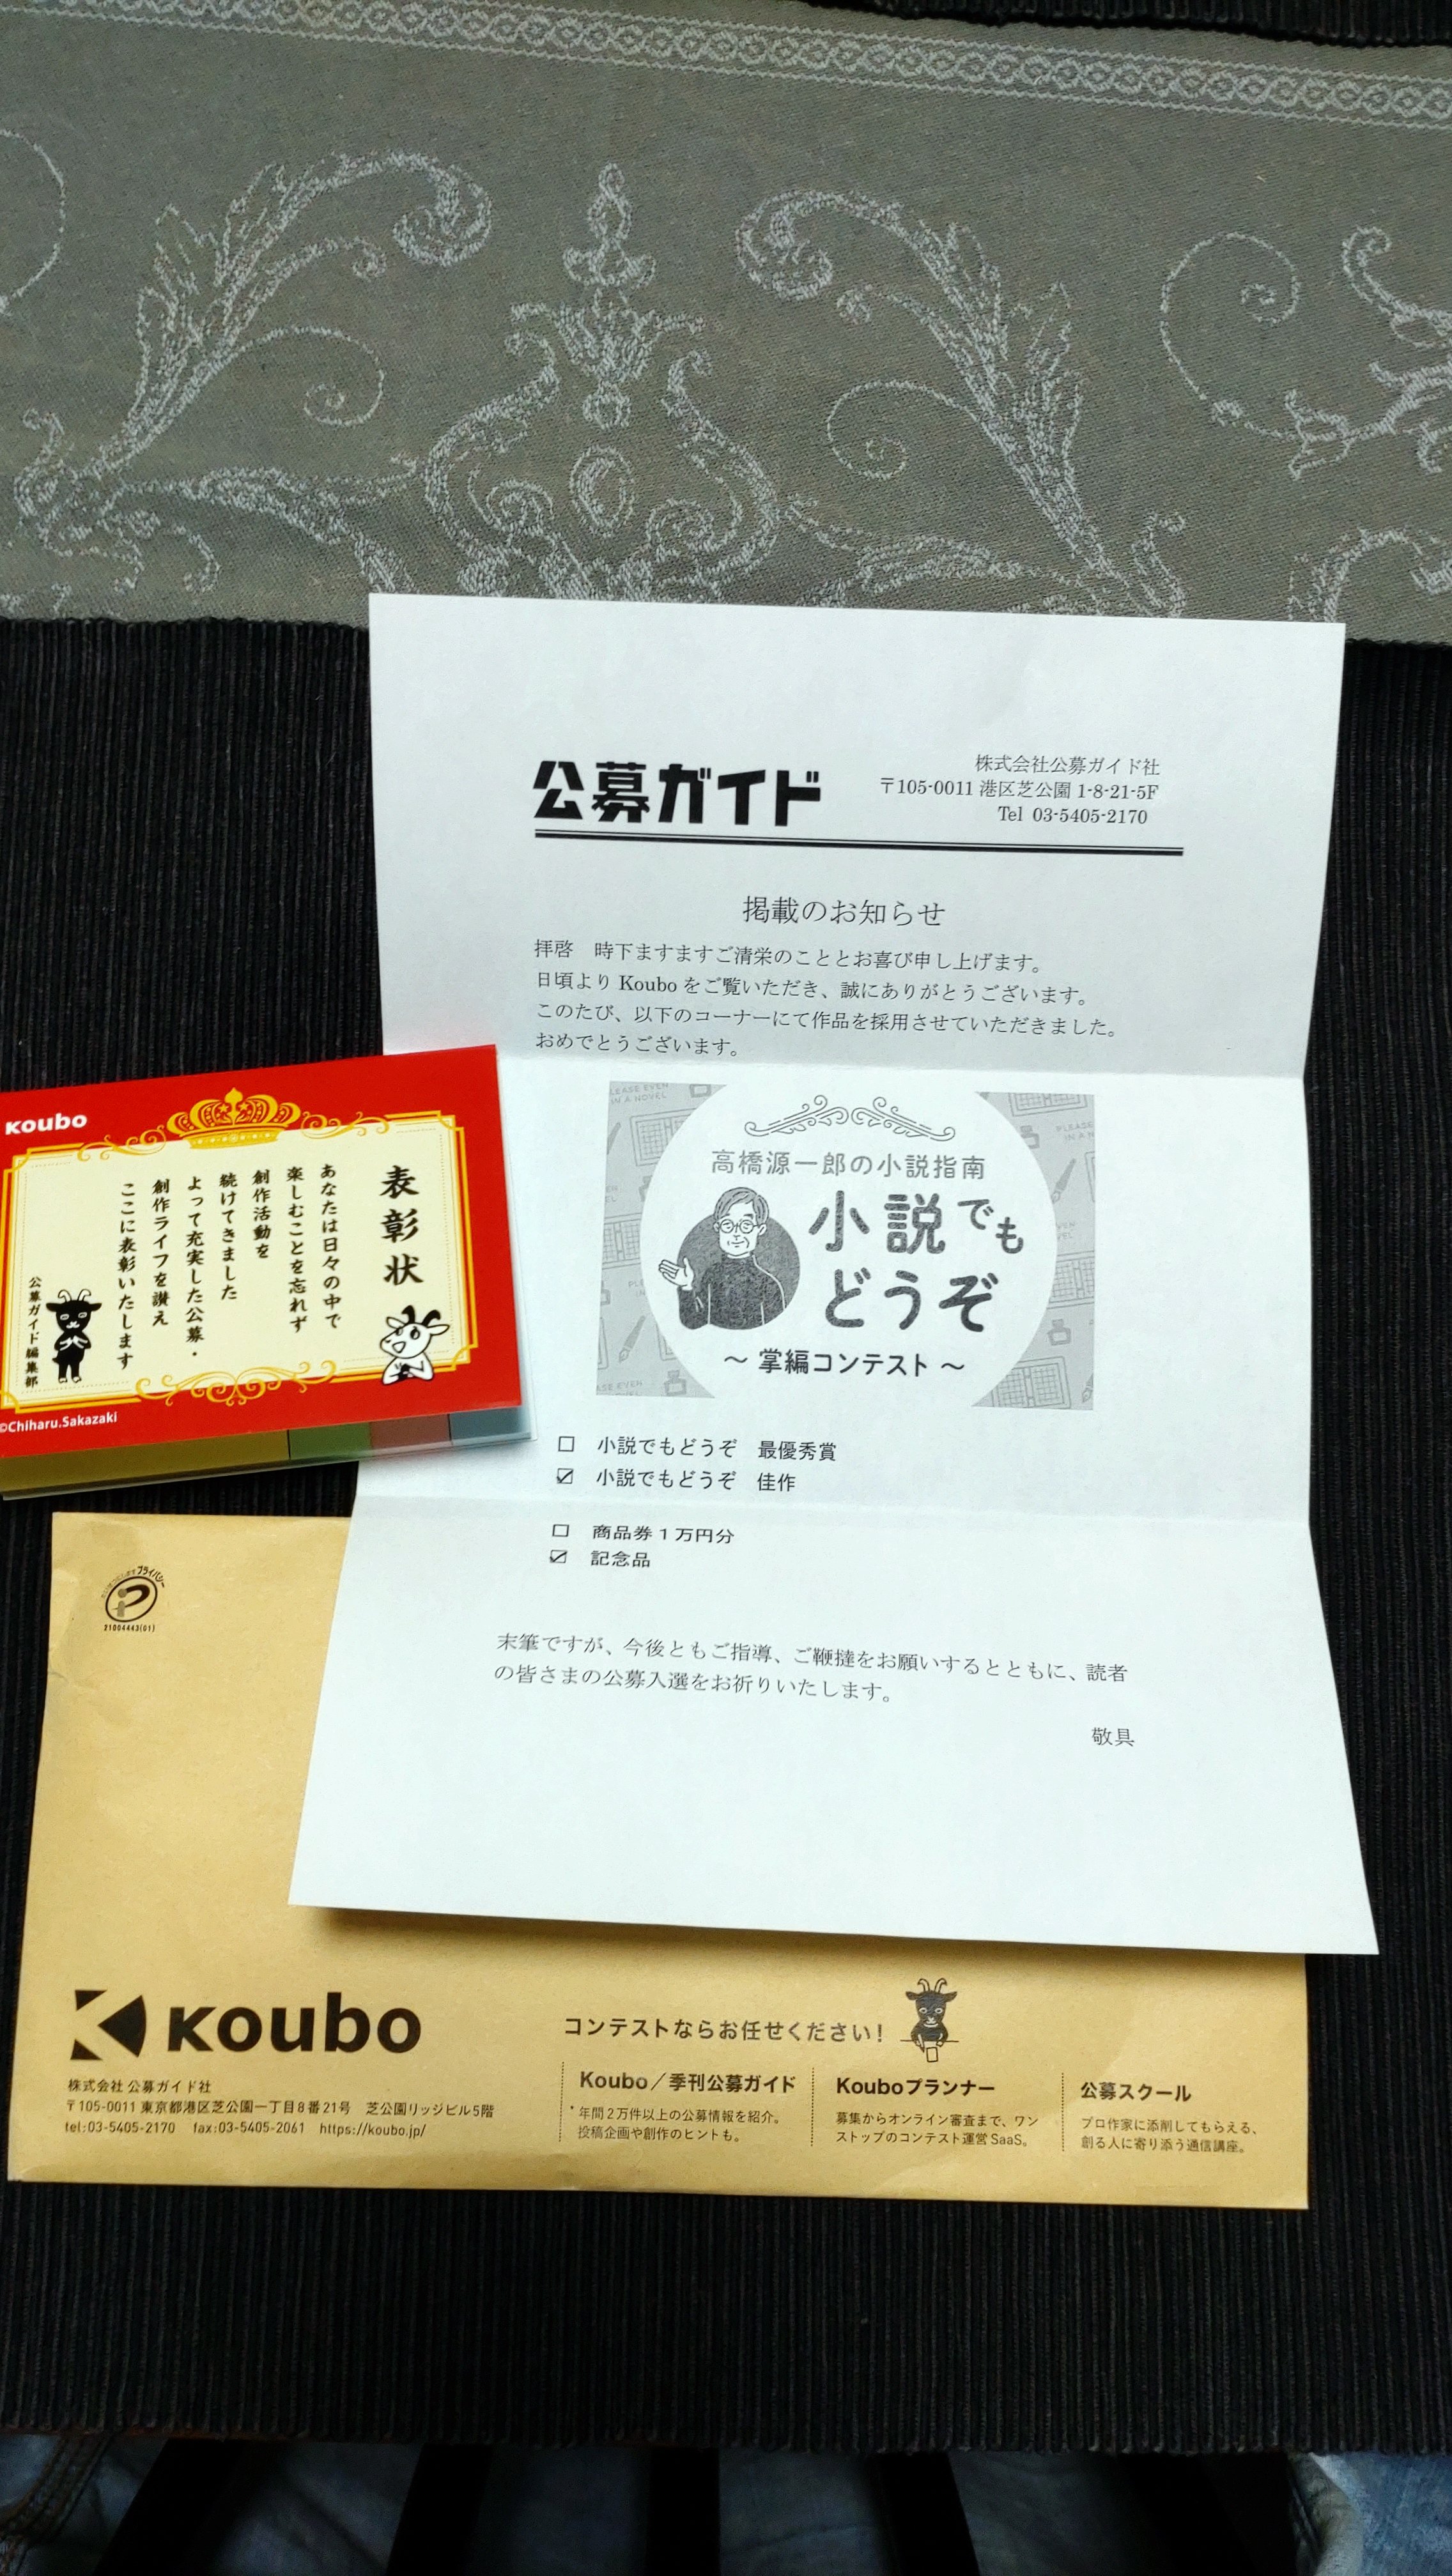 公募ガイド
株式会社公募ガイド社
〒105-0011 港区芝公園 1-8-21-5F
Tel 03-5405-2170
掲載のお知らせ
拝啓　時下ますますご清栄のこととお喜び申し上げます。
日頃より Koubo をご覧いただき、誠にありがとうございます。
このたび、以下のコーナーにて作品を採用させていただきました。
おめでとうございます。
PLEASE EVEN
IN A NOVEL
高橋源一郎の小説指南
小説でも
どうぞ
～ 掌編コンテスト ～
□　小説でもどうぞ　最優秀賞
☑　小説でもどうぞ　佳作
□　商品券１万円分
☑　記念品
末筆ですが、今後ともご指導、ご鞭撻をお願いするとともに、読者
の皆さまの公募入選をお祈りいたします。
敬具
Koubo
表彰状
あなたは日々の中で
楽しむことを忘れず
創作活動を
続けてきました
よって充実した公募・
創作ライフを讃え
ここに表彰いたします
公募ガイド編集部
©Chiharu.Sakazaki
プライバシー
21004443(01)
Koubo
株式会社 公募ガイド社
〒105-0011 東京都港区芝公園一丁目8番21号　芝公園リッジビル5階
tel:03-5405-2170　fax:03-5405-2061　https://koubo.jp/
コンテストならお任せください！
Koubo／季刊公募ガイド
年間2万件以上の公募情報を紹介。
投稿企画や創作のヒントも。
Kouboプランナー
募集からオンライン審査まで、ワン
ストップのコンテスト運営SaaS。
公募スクール
プロ作家に添削してもらえる、
創る人に寄り添う通信講座。